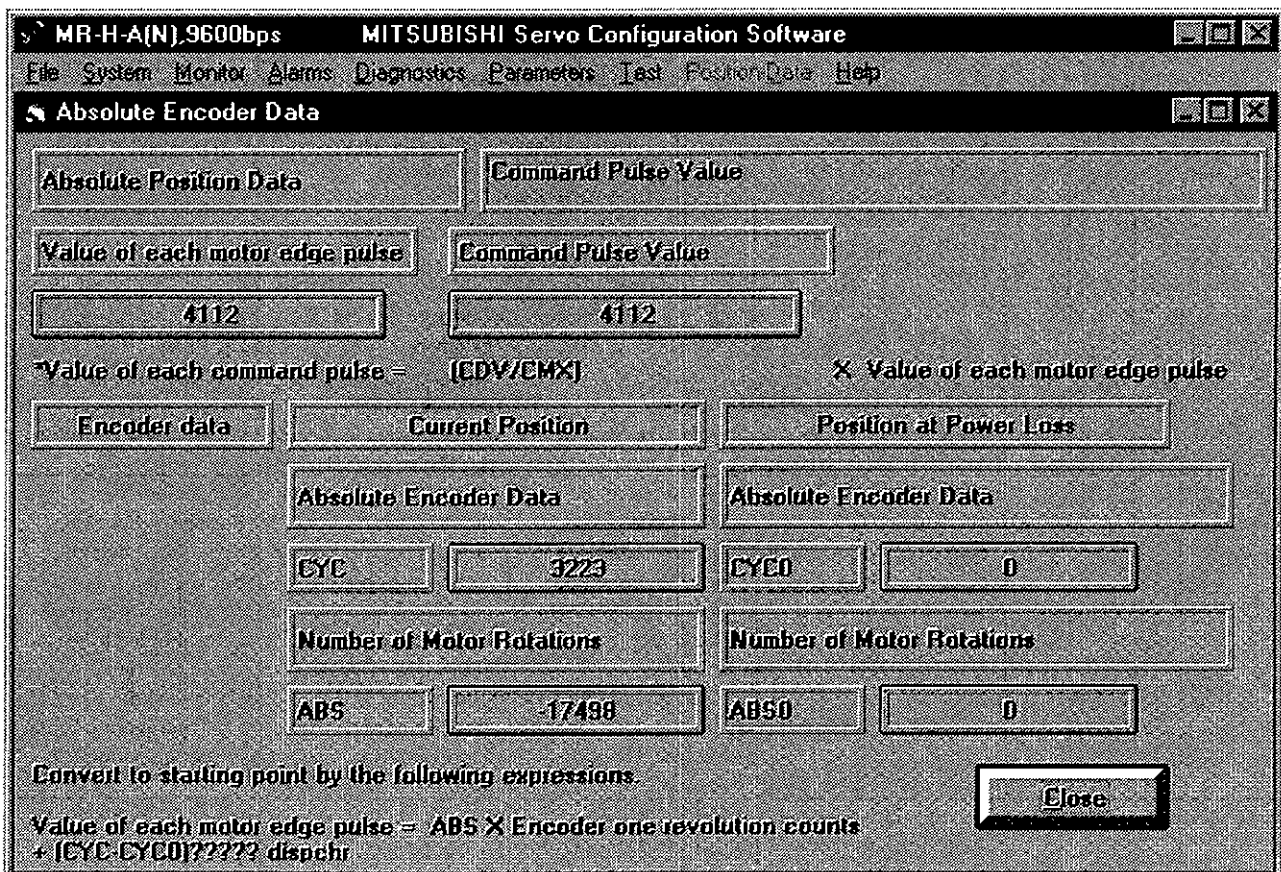 MR-H-A(N),9600bps MITSUBISHI Servo Configuration Software
File System Monitor Alarms Diagnostics Parameters Test Position Data Help
Absolute Encoder Data
Absolute Position Data Command Pulse Value
Value of each motor edge pulse Command Pulse Value
4112 4112
*Value of each command pulse = (CDV/CMX) X Value of each motor edge pulse
Encoder data Current Position Position at Power Loss
Absolute Encoder Data Absolute Encoder Data
CYC 3223 CYC0 0
Number of Motor Rotations Number of Motor Rotations
ABS -17498 ABS0 0
Convert to starting point by the following expressions.
Close
Value of each motor edge pulse = ABS X Encoder one revolution counts
+ (CYC-CYC0)????? dispchr